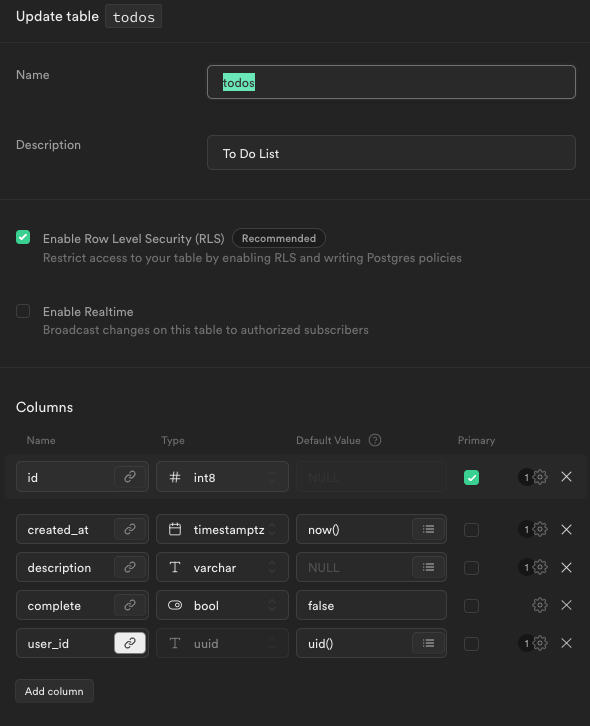 Update table todos
Name
todos
Description
To Do List
Enable Row Level Security (RLS) Recommended
Restrict access to your table by enabling RLS and writing Postgres policies
Enable Realtime
Broadcast changes on this table to authorized subscribers
Columns
Name Type Default Value ? Primary
id # int8 NULL 1
created_at timestamptz now() 1
description T varchar NULL 1
complete bool false
user_id T uuid uid() 1
Add column